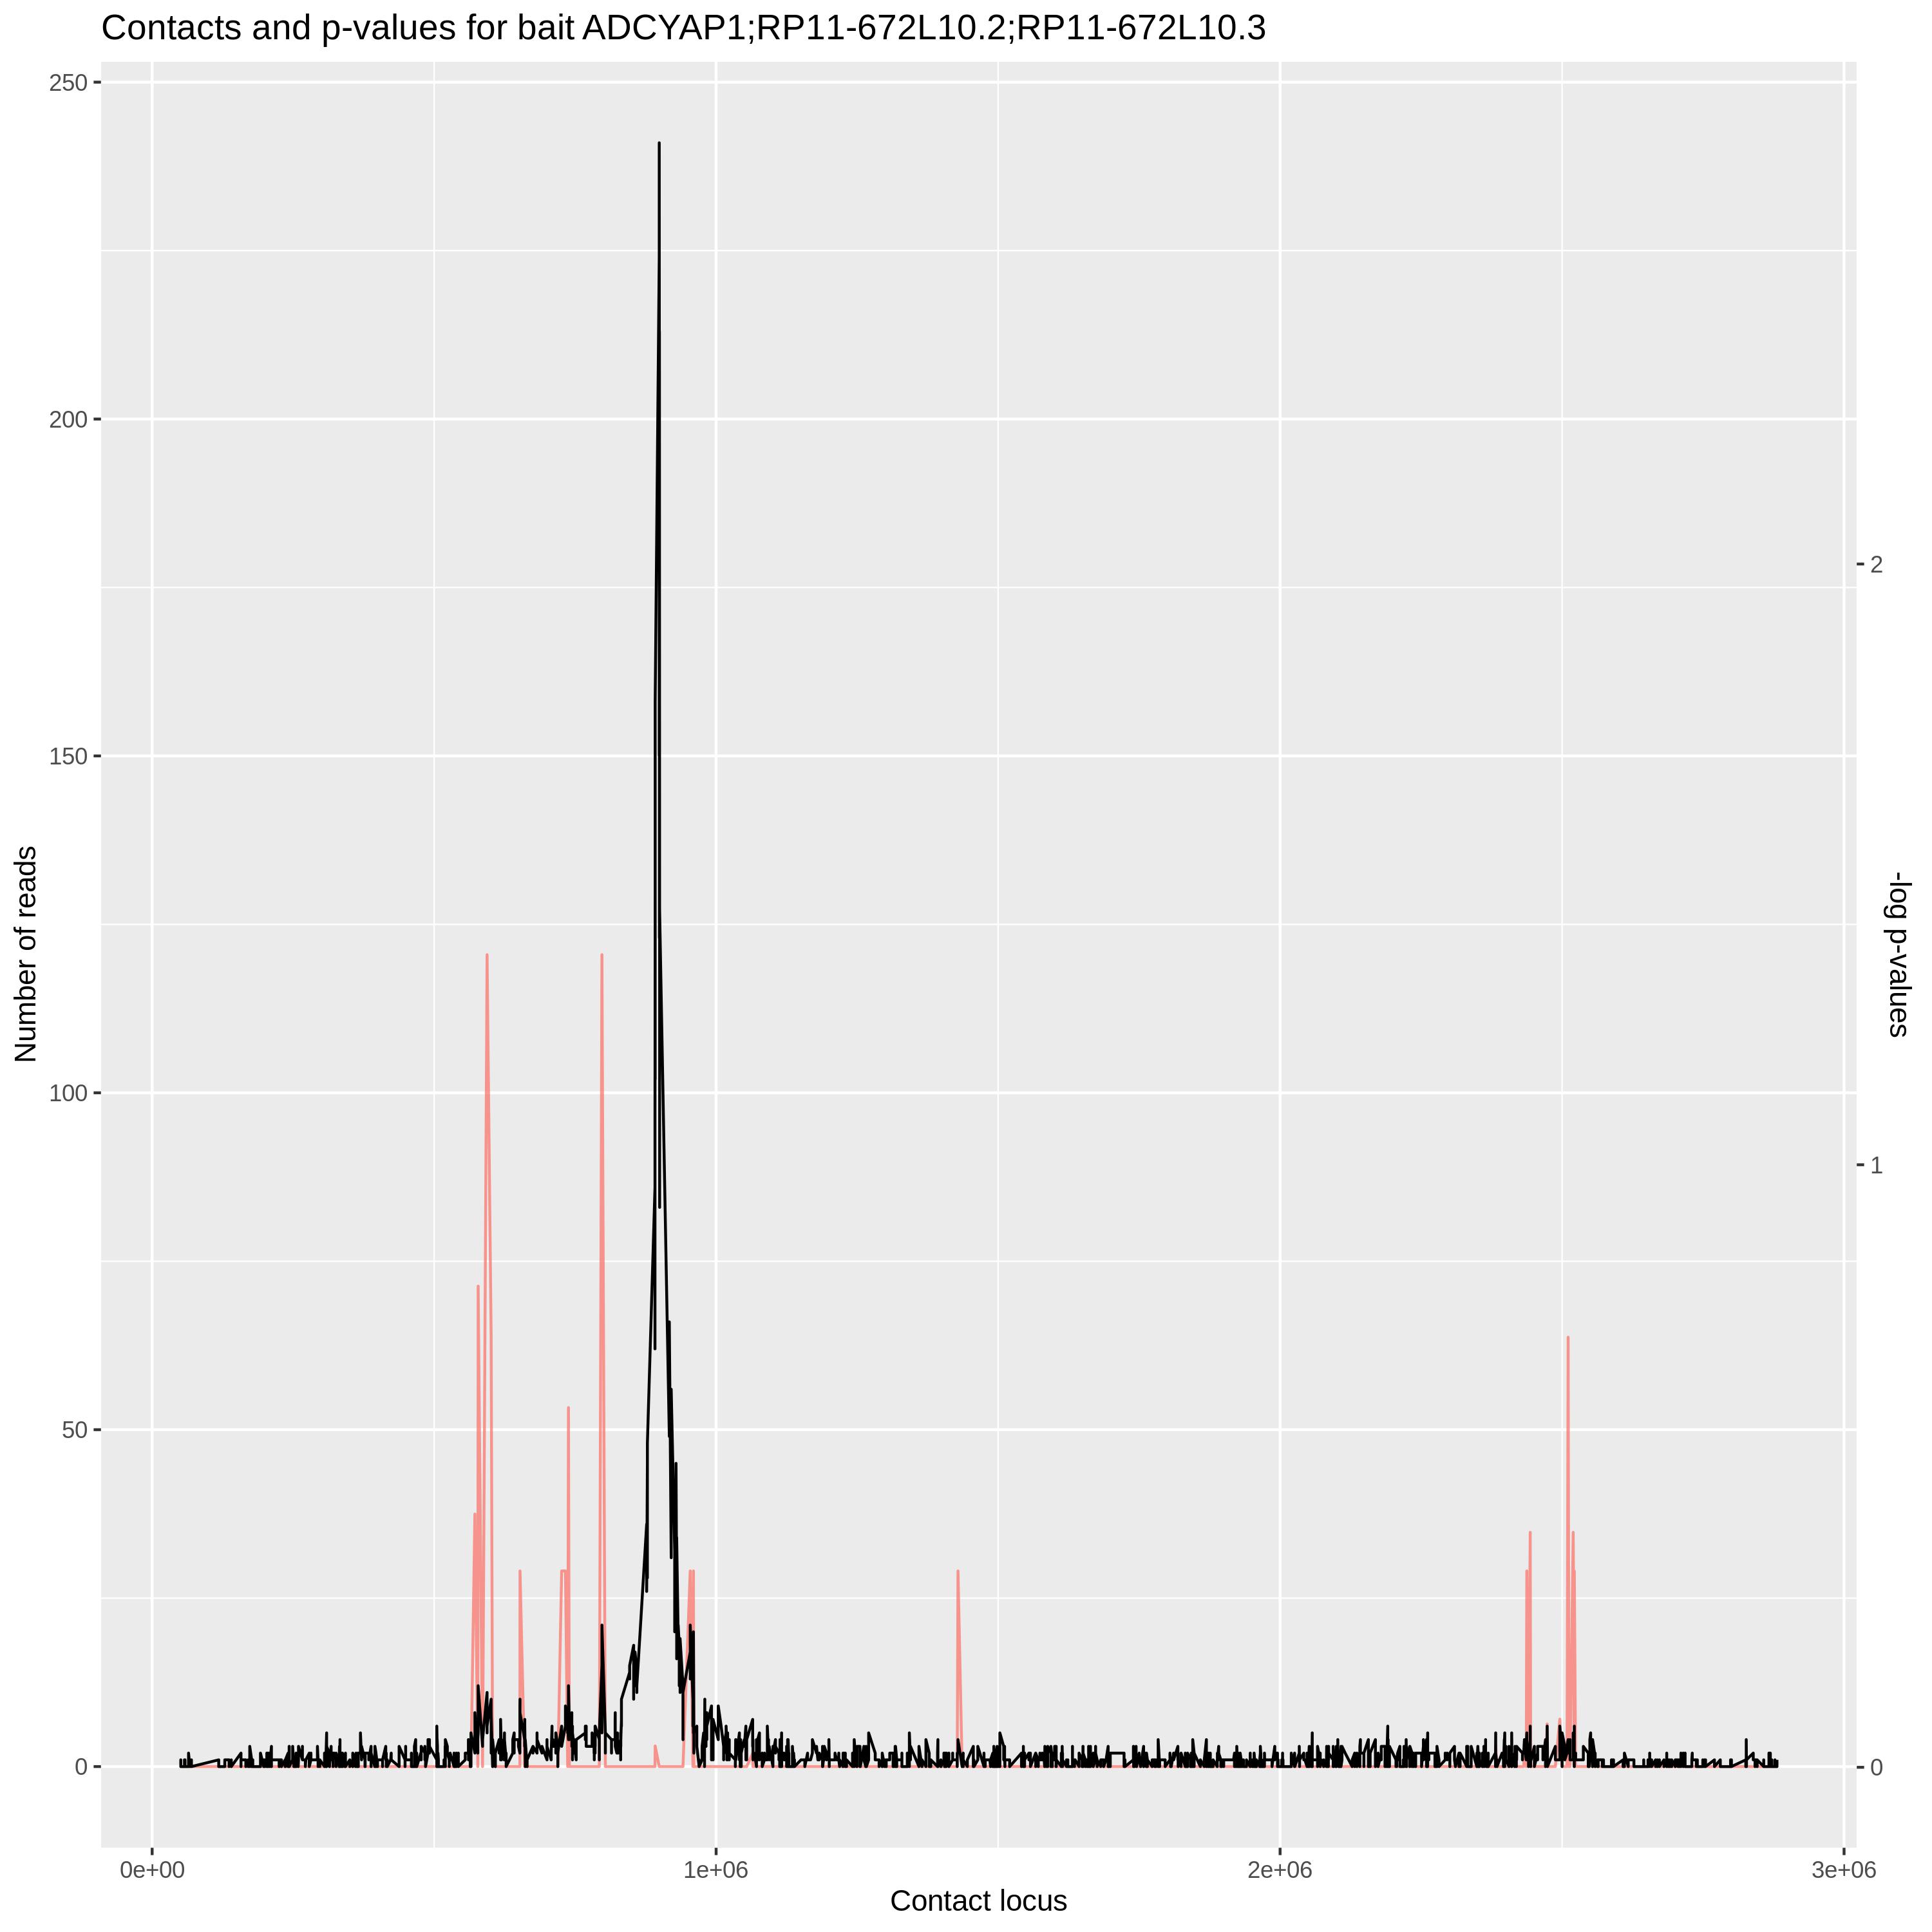 Contacts and p-values for bait ADCYAP1;RP11-672L10.2;RP11-672L10.3
250
200
150
100
50
0
Number of reads
2
1
0
-log p-values
0e+00
1e+06
2e+06
3e+06
Contact locus